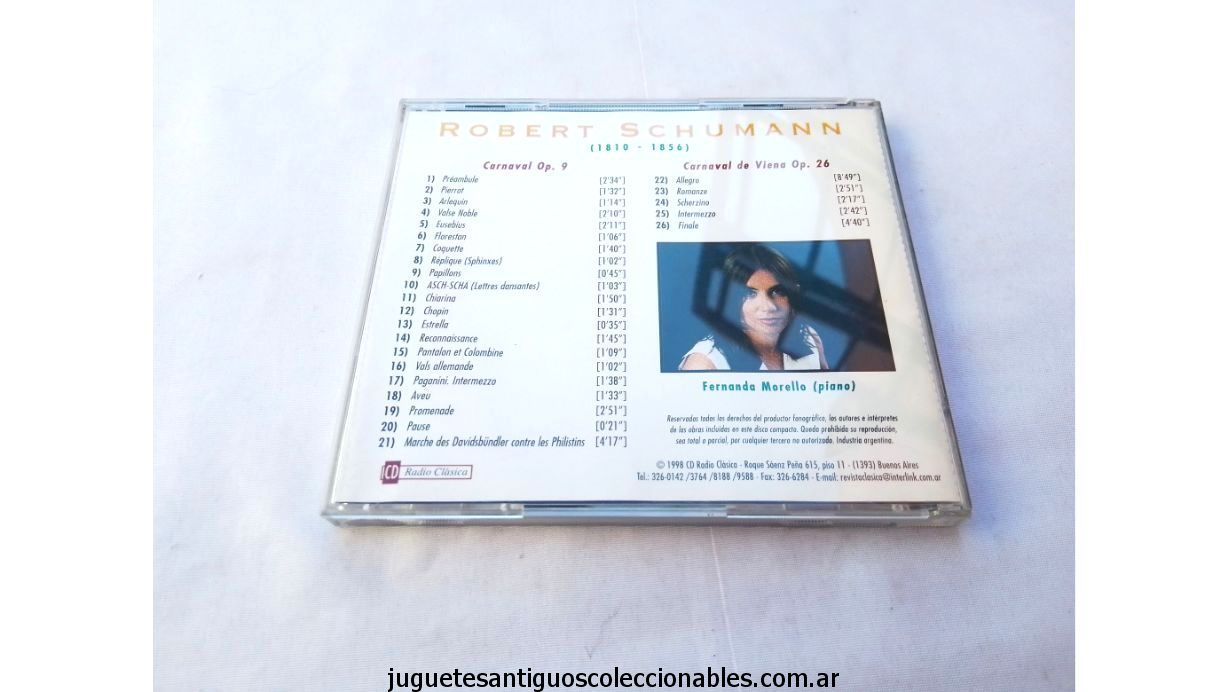 ROBERT SCHUMANN
(1810 - 1856)
Carnaval Op. 9
1) Préambule [2'34"]
2) Pierrot [1'32"]
3) Arlequin [1'14"]
4) Valse Noble [2'10"]
5) Eusebius [2'11"]
6) Florestan [1'06"]
7) Coquette [1'40"]
8) Réplique (Sphinxes) [1'02"]
9) Papillons [0'45"]
10) ASCH-SCHA (Lettres dansantes) [1'03"]
11) Chiarina [1'50"]
12) Chopin [1'31"]
13) Estrella [0'35"]
14) Reconnaissance [1'45"]
15) Pantalon et Colombine [1'09"]
16) Vals allemande [1'02"]
17) Paganini. Intermezzo [1'38"]
18) Aveu [1'33"]
19) Promenade [2'51"]
20) Pause [0'21"]
21) Marche des Davidsbündler contre les Philistins [4'17"]
CD Radio Clásica
Carnaval de Viena Op. 26
22) Allegro [8'49"]
23) Romanze [2'51"]
24) Scherzino [2'17"]
25) Intermezzo [2'42"]
26) Finale [4'40"]
Fernanda Morello (piano)
Reservados todos los derechos del productor fonográfico, los autores e intérpretes
de las obras incluidas en este disco compacto. Queda prohibida su reproducción,
sea total o parcial, por cualquier tercero no autorizado. Industria argentina.
© 1998 CD Radio Clásica - Roque Sáenz Peña 615, piso 11 - (1393) Buenos Aires
Tel.: 326-0142 /3764 /8188 /9588 - Fax: 326-6284 - E-mail: revistaclasica@interlink.com.ar
juguetesantiguoscoleccionables.com.ar